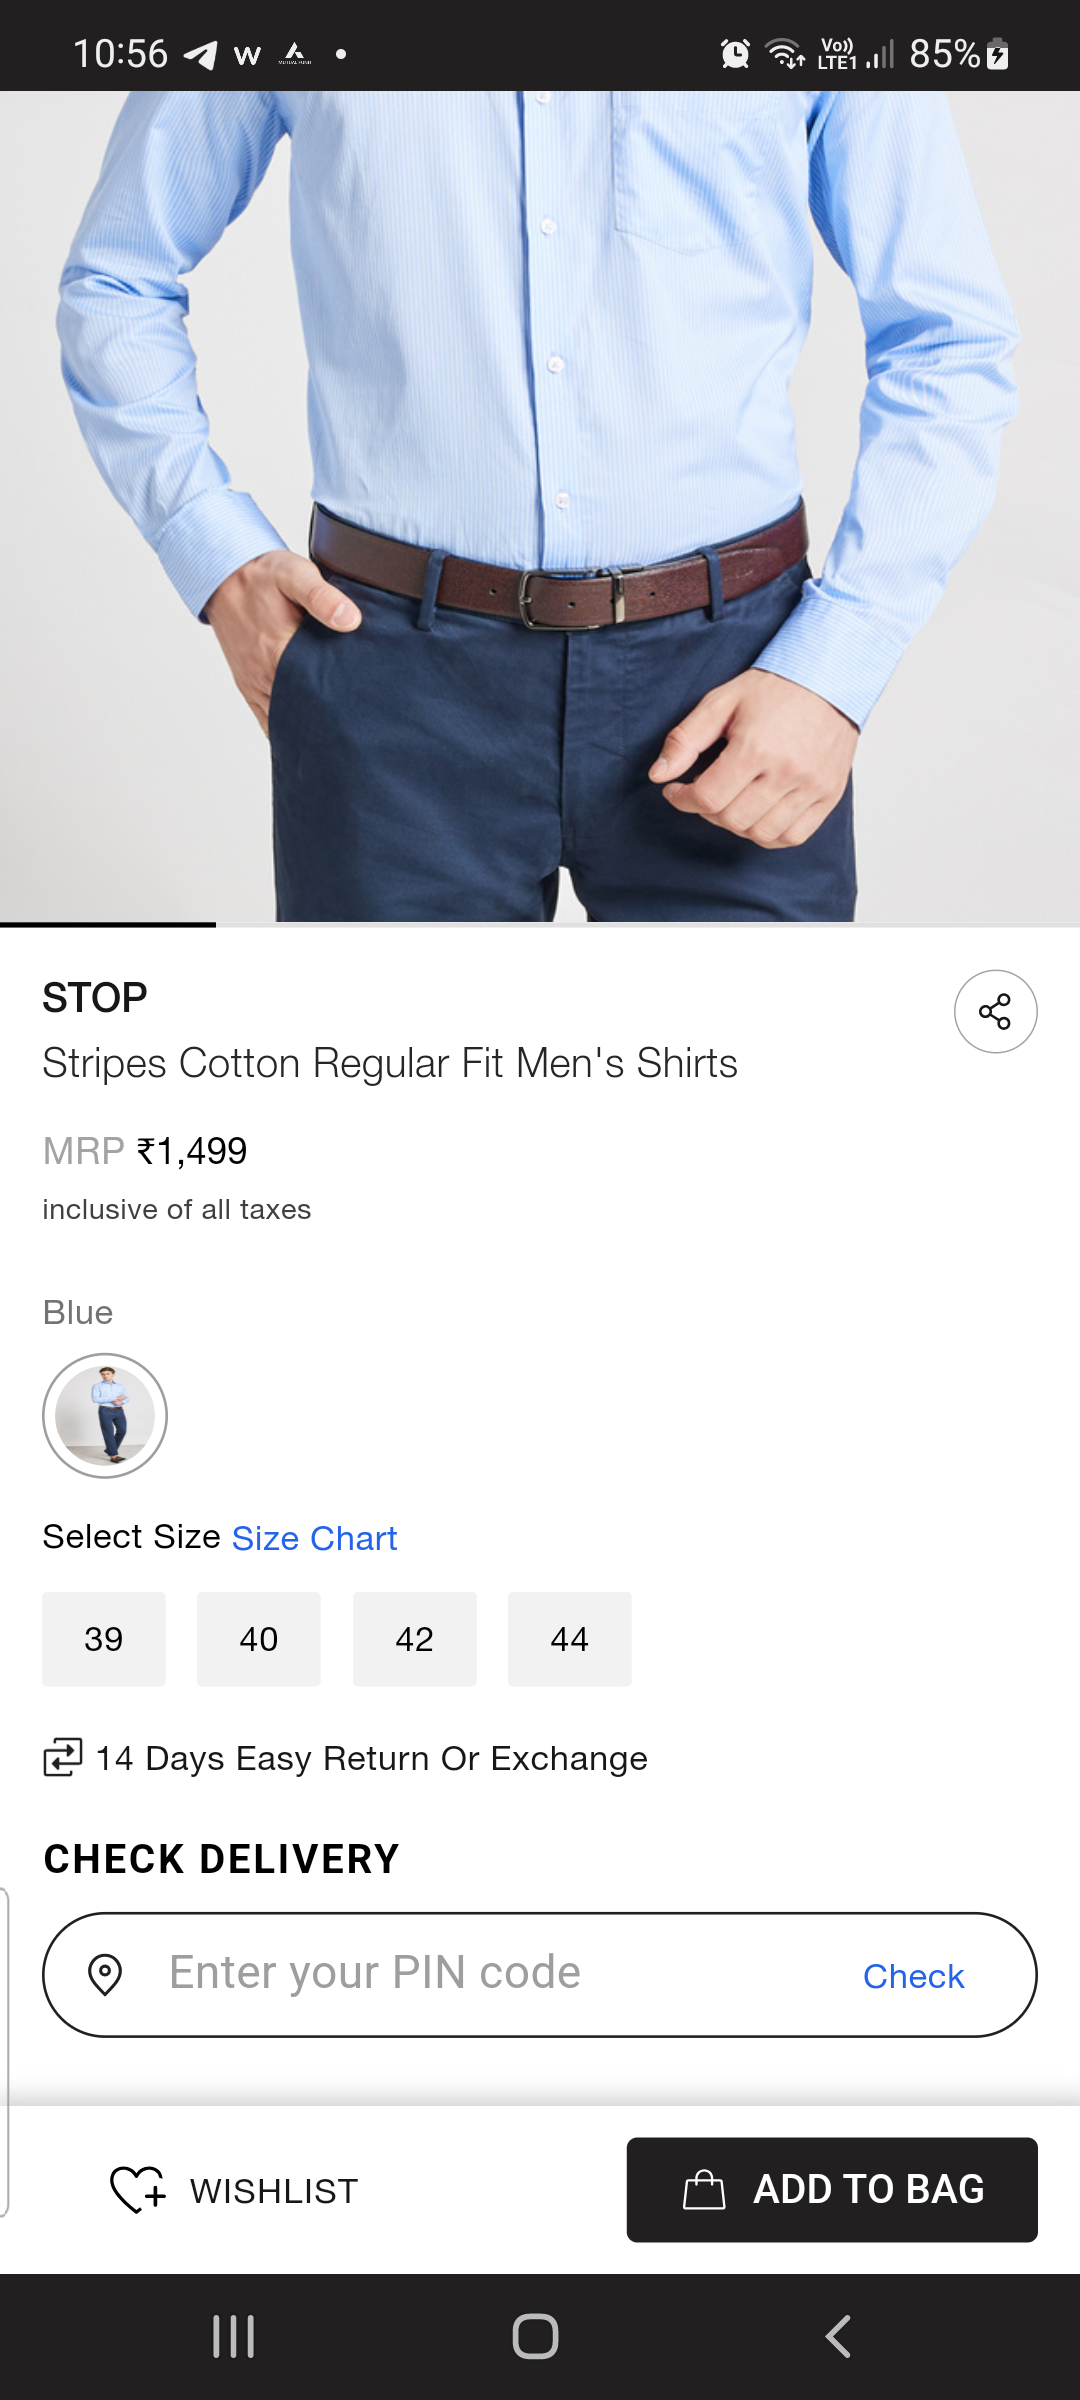 10:56 W Vo)) LTE1 85%
STOP
Stripes Cotton Regular Fit Men's Shirts
MRP ₹1,499
inclusive of all taxes
Blue
Select Size Size Chart
39 40 42 44
14 Days Easy Return Or Exchange
CHECK DELIVERY
Enter your PIN code Check
WISHLIST ADD TO BAG